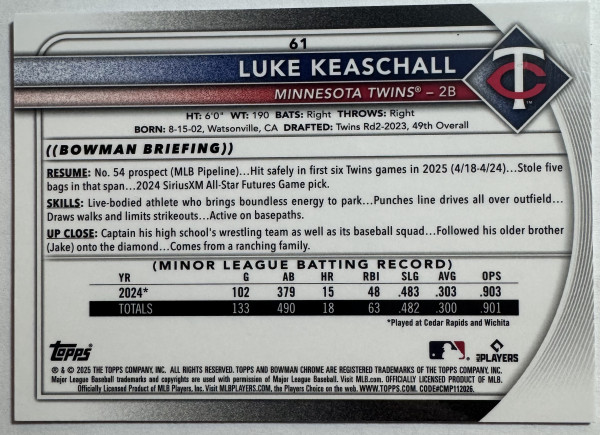 61
LUKE KEASCHALL
MINNESOTA TWINS® – 2B
TC
™
HT: 6'0" WT: 190 BATS: Right THROWS: Right
BORN: 8-15-02, Watsonville, CA DRAFTED: Twins Rd2-2023, 49th Overall
((BOWMAN BRIEFING))
RESUME: No. 54 prospect (MLB Pipeline)...Hit safely in first six Twins games in 2025 (4/18-4/24)...Stole five
bags in that span...2024 SiriusXM All-Star Futures Game pick.
SKILLS: Live-bodied athlete who brings boundless energy to park...Punches line drives all over outfield...
Draws walks and limits strikeouts...Active on basepaths.
UP CLOSE: Captain his high school's wrestling team as well as its baseball squad...Followed his older brother
(Jake) onto the diamond...Comes from a ranching family.
(MINOR LEAGUE BATTING RECORD)
YR G AB HR RBI SLG AVG OPS
2024* 102 379 15 48 .483 .303 .903
TOTALS 133 490 18 63 .482 .300 .901
*Played at Cedar Rapids and Wichita
Topps
PLAYERS
® & © 2025 THE TOPPS COMPANY, INC. ALL RIGHTS RESERVED. TOPPS AND BOWMAN CHROME ARE REGISTERED TRADEMARKS OF THE TOPPS COMPANY, INC.
Major League Baseball trademarks and copyrights are used with permission of Major League Baseball. Visit MLB.com. OFFICIALLY LICENSED PRODUCT OF MLB.
Officially Licensed Product of MLB Players, Inc. Visit MLBPLAYERS.COM, the Players Choice on the web. WWW.TOPPS.COM. CODE#CMP112026.